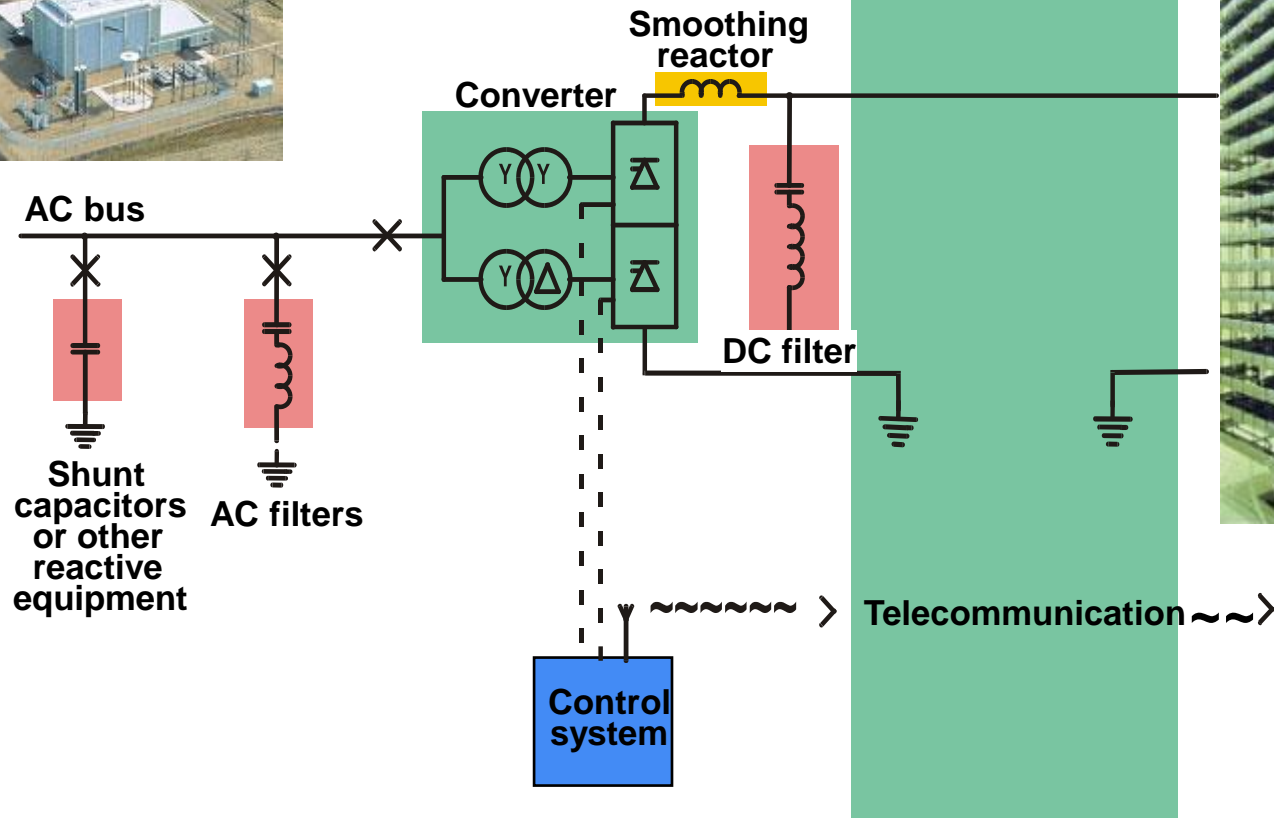 Smoothing
reactor
Converter
Y Y
AC bus
Y Δ
DC filter
Shunt
capacitors
or other
reactive
equipment
AC filters
Telecommunication
Control
system